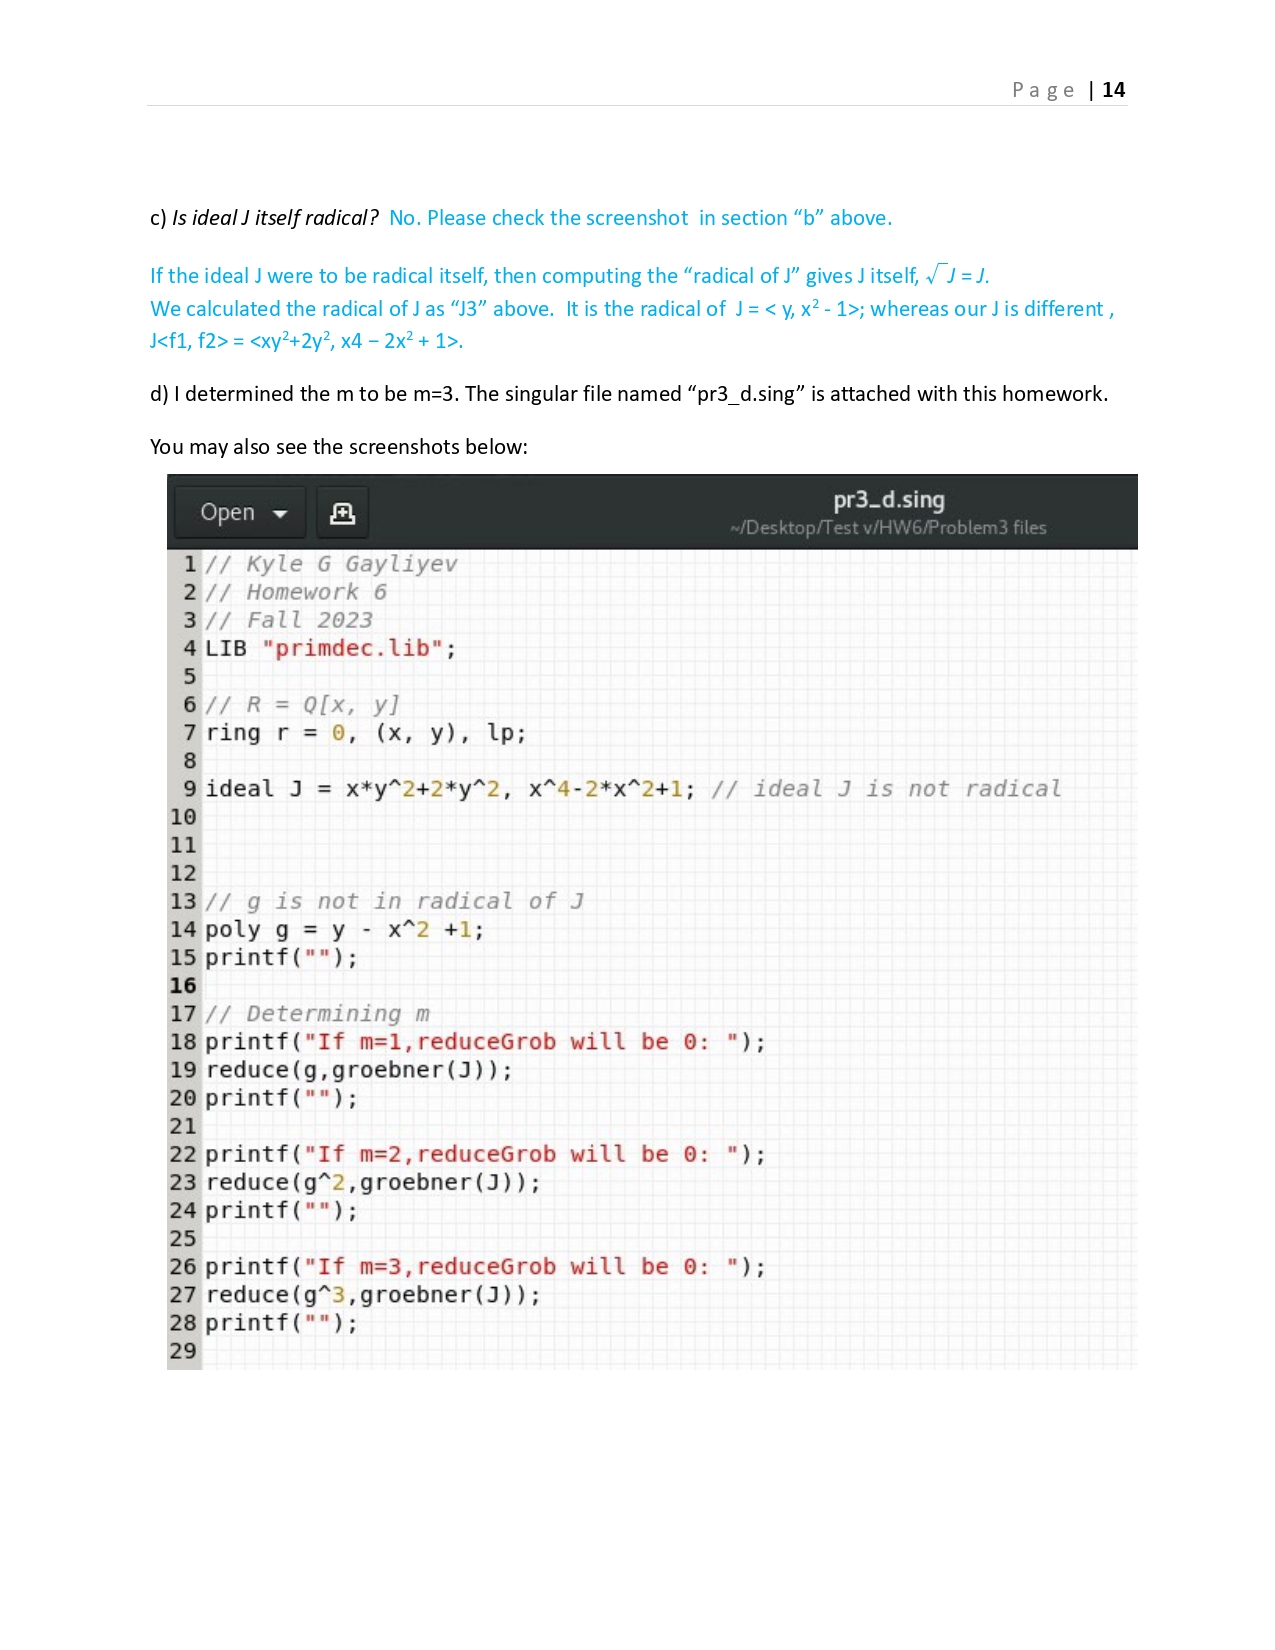 Page | 14
c) Is ideal J itself radical? No. Please check the screenshot in section “b” above.
If the ideal J were to be radical itself, then computing the “radical of J” gives J itself, √J = J.
We calculated the radical of J as “J3” above. It is the radical of J = < y, x² - 1>; whereas our J is different ,
J<f1, f2> = <xy²+2y², x4 − 2x² + 1>.
d) I determined the m to be m=3. The singular file named “pr3_d.sing” is attached with this homework.
You may also see the screenshots below:
Open pr3_d.sing
~/Desktop/Test v/HW6/Problem3 files
1 // Kyle G Gayliyev
2 // Homework 6
3 // Fall 2023
4 LIB "primdec.lib";
5
6 // R = Q[x, y]
7 ring r = 0, (x, y), lp;
8
9 ideal J = x*y^2+2*y^2, x^4-2*x^2+1; // ideal J is not radical
10
11
12
13 // g is not in radical of J
14 poly g = y - x^2 +1;
15 printf("");
16
17 // Determining m
18 printf("If m=1,reduceGrob will be 0: ");
19 reduce(g,groebner(J));
20 printf("");
21
22 printf("If m=2,reduceGrob will be 0: ");
23 reduce(g^2,groebner(J));
24 printf("");
25
26 printf("If m=3,reduceGrob will be 0: ");
27 reduce(g^3,groebner(J));
28 printf("");
29